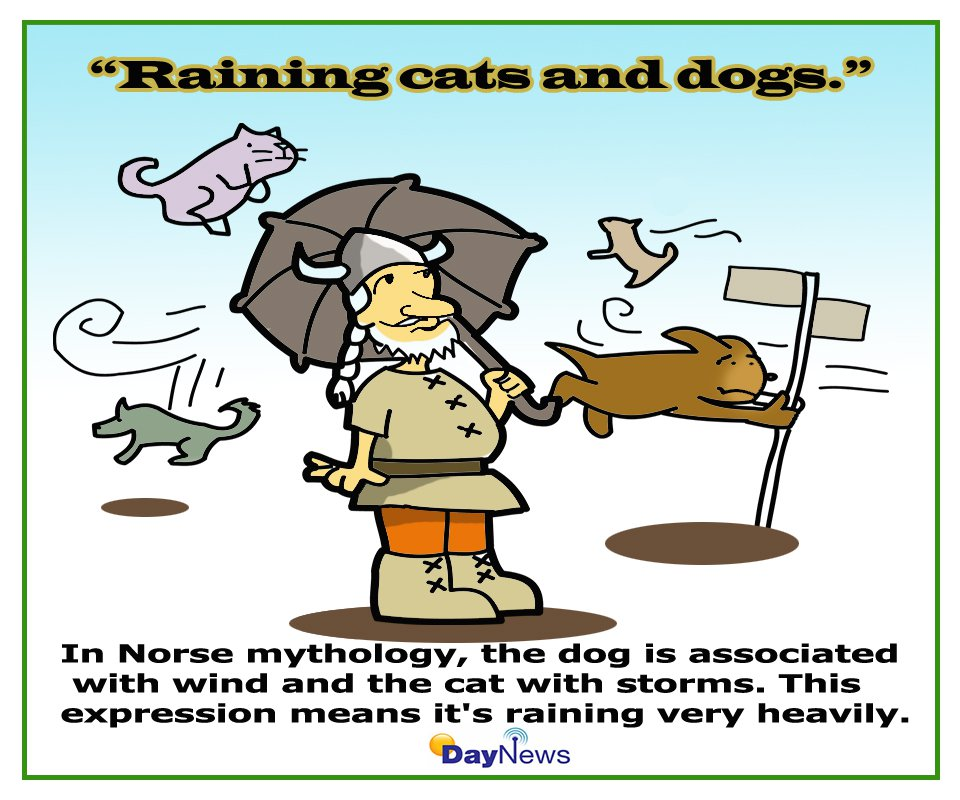 “Raining cats and dogs.”
In Norse mythology, the dog is associated
with wind and the cat with storms. This
expression means it's raining very heavily.
DayNews